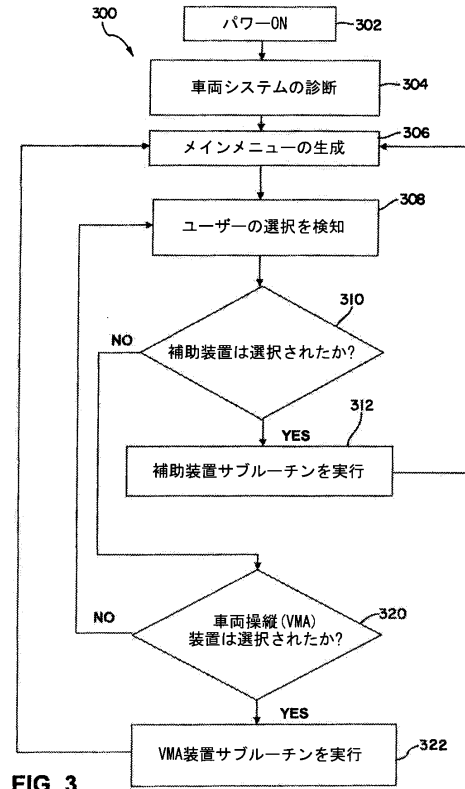 300
パワーON
302
車両システムの診断
304
メインメニューの生成
306
308
ユーザーの選択を検知
310
NO
補助装置は選択されたか?
312
YES
補助装置サブルーチンを実行
NO
車両操縦(VMA)
装置は選択されたか?
320
YES
VMA装置サブルーチンを実行
322
FIG. 3